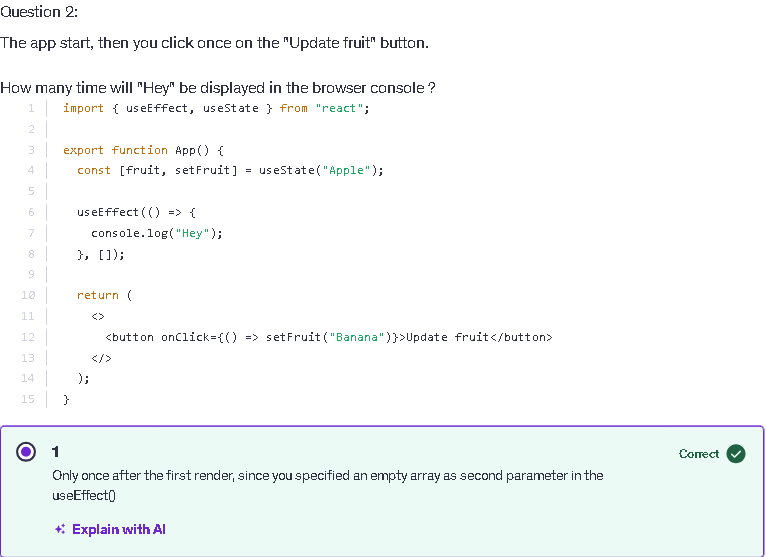 Question 2:
The app start, then you click once on the "Update fruit" button.
How many time will "Hey" be displayed in the browser console ?
1 import { useEffect, useState } from "react";
2
3 export function App() {
4 const [fruit, setFruit] = useState("Apple");
5
6 useEffect(() => {
7 console.log("Hey");
8 }, []);
9
10 return (
11 <>
12 <button onClick={() => setFruit("Banana")}>Update fruit</button>
13 </>
14 );
15 }
1
Correct
Only once after the first render, since you specified an empty array as second parameter in the
useEffect()
Explain with AI